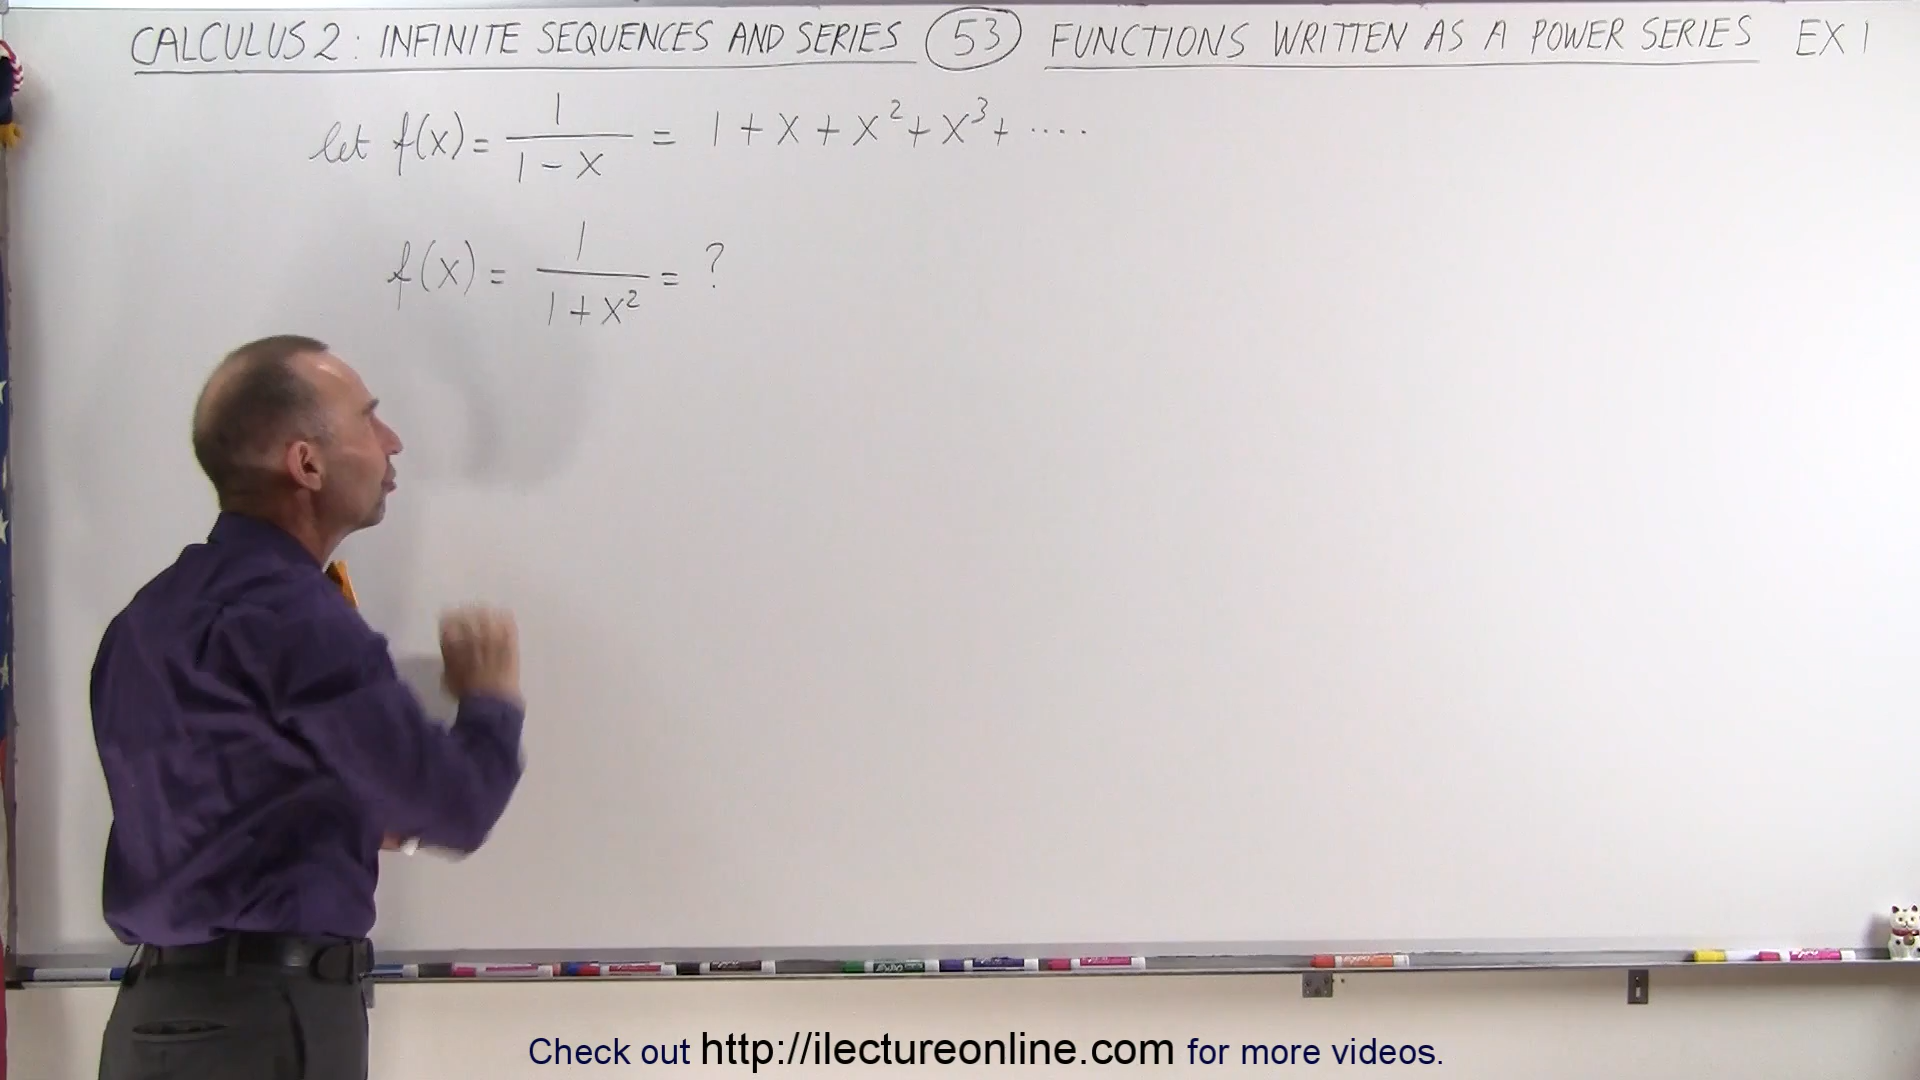 CALCULUS 2: INFINITE SEQUENCES AND SERIES 53 FUNCTIONS WRITTEN AS A POWER SERIES EX 1
let f(x) = 1/(1 - x) = 1 + x + x² + x³ + ....
f(x) = 1/(1 + x²) = ?
Check out http://ilectureonline.com for more videos.